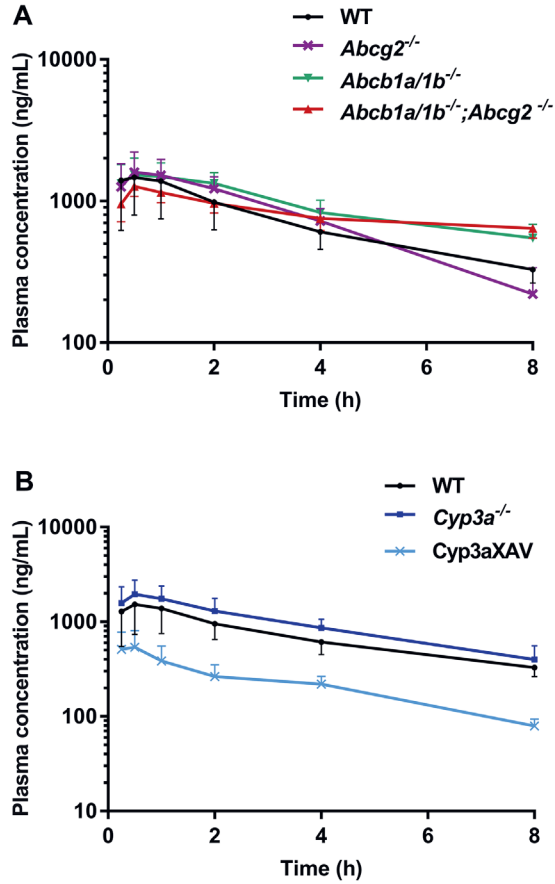 A
WT
Abcg2-/-
Abcb1a/1b-/-
Abcb1a/1b-/-;Abcg2 -/-
Plasma concentration (ng/mL)
10000
1000
100
0 2 4 6 8
Time (h)
B
WT
Cyp3a-/-
Cyp3aXAV
Plasma concentration (ng/mL)
10000
1000
100
10
0 2 4 6 8
Time (h)